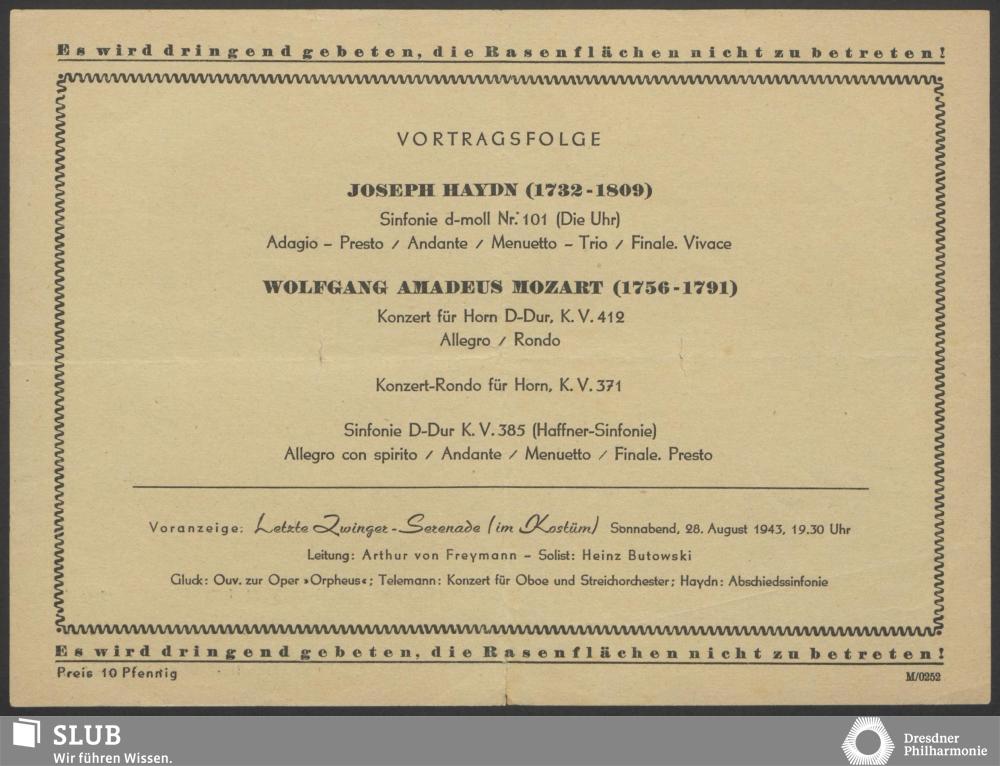 Es wird dringend gebeten, die Rasenflächen nicht zu betreten!
VORTRAGSFOLGE
JOSEPH HAYDN (1732-1809)
Sinfonie d-moll Nr. 101 (Die Uhr)
Adagio – Presto / Andante / Menuetto – Trio / Finale. Vivace
WOLFGANG AMADEUS MOZART (1756-1791)
Konzert für Horn D-Dur, K. V. 412
Allegro / Rondo
Konzert-Rondo für Horn, K. V. 371
Sinfonie D-Dur K. V. 385 (Haffner-Sinfonie)
Allegro con spirito / Andante / Menuetto / Finale. Presto
Voranzeige: Letzte Zwinger-Serenade (im Kostüm) Sonnabend, 28. August 1943, 19.30 Uhr
Leitung: Arthur von Freymann – Solist: Heinz Butowski
Gluck: Ouv. zur Oper »Orpheus«; Telemann: Konzert für Oboe und Streichorchester; Haydn: Abschiedssinfonie
Es wird dringend gebeten, die Rasenflächen nicht zu betreten!
Preis 10 Pfennig
M/0252
SLUB
Wir führen Wissen.
Dresdner
Philharmonie